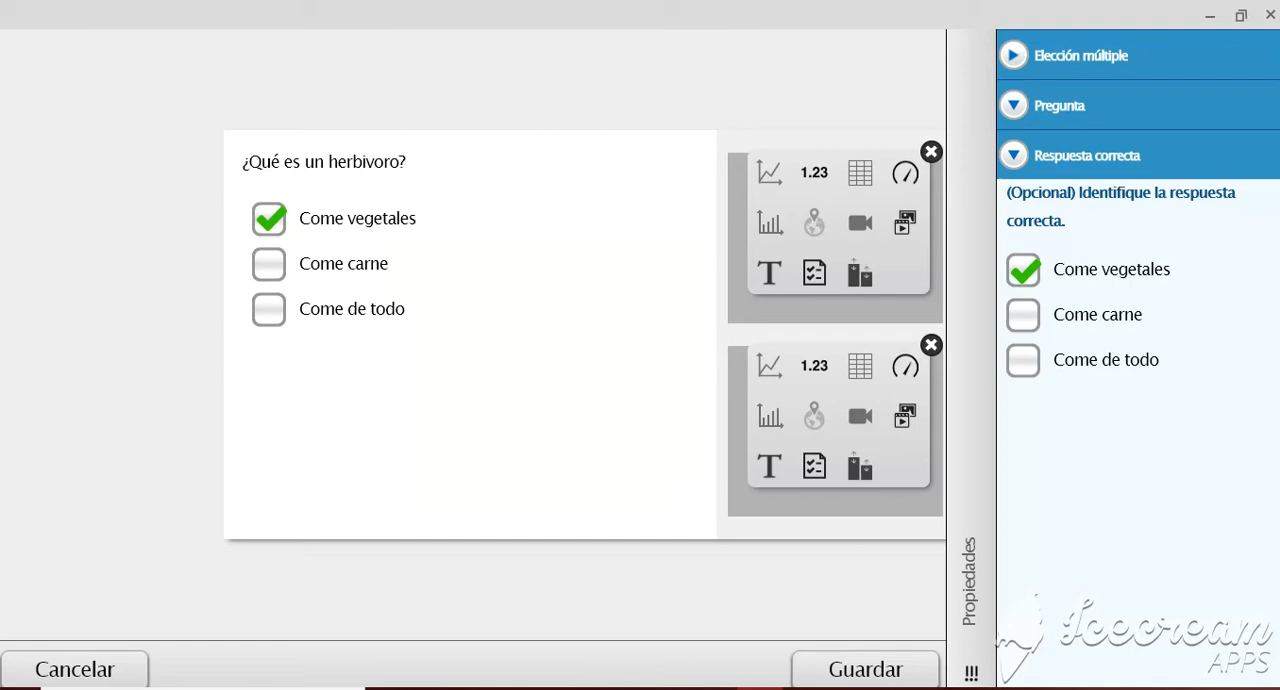 ¿Qué es un herbivoro?
Come vegetales
Come carne
Come de todo
1.23
1.23
T
T
Cancelar
Guardar
Propiedades
!!!
Elección múltiple
Pregunta
Respuesta correcta
(Opcional) Identifique la respuesta
correcta.
Come vegetales
Come carne
Come de todo
Icecream
APPS